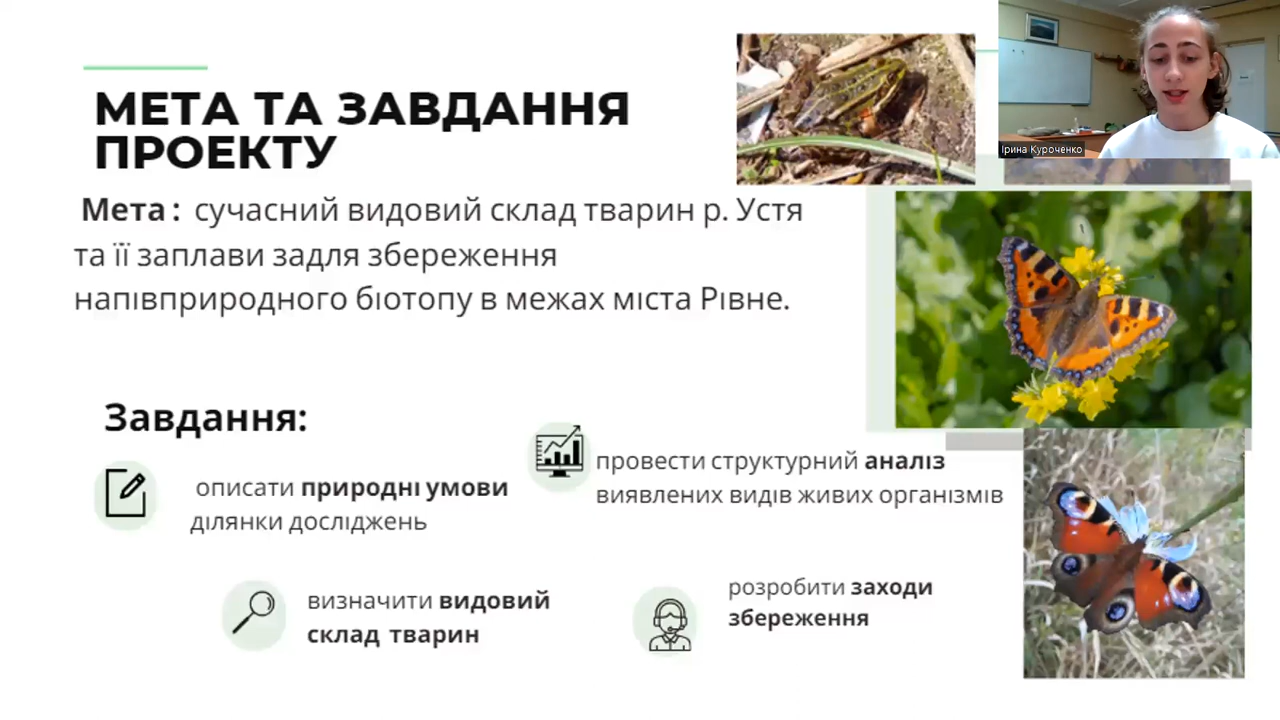 МЕТА ТА ЗАВДАННЯ
ПРОЕКТУ
Мета : сучасний видовий склад тварин р. Устя
та її заплави задля збереження
напівприродного біотопу в межах міста Рівне.
Завдання:
описати природні умови
ділянки досліджень
провести структурний аналіз
виявлених видів живих організмів
визначити видовий
склад тварин
розробити заходи
збереження
Ірина Куроченко